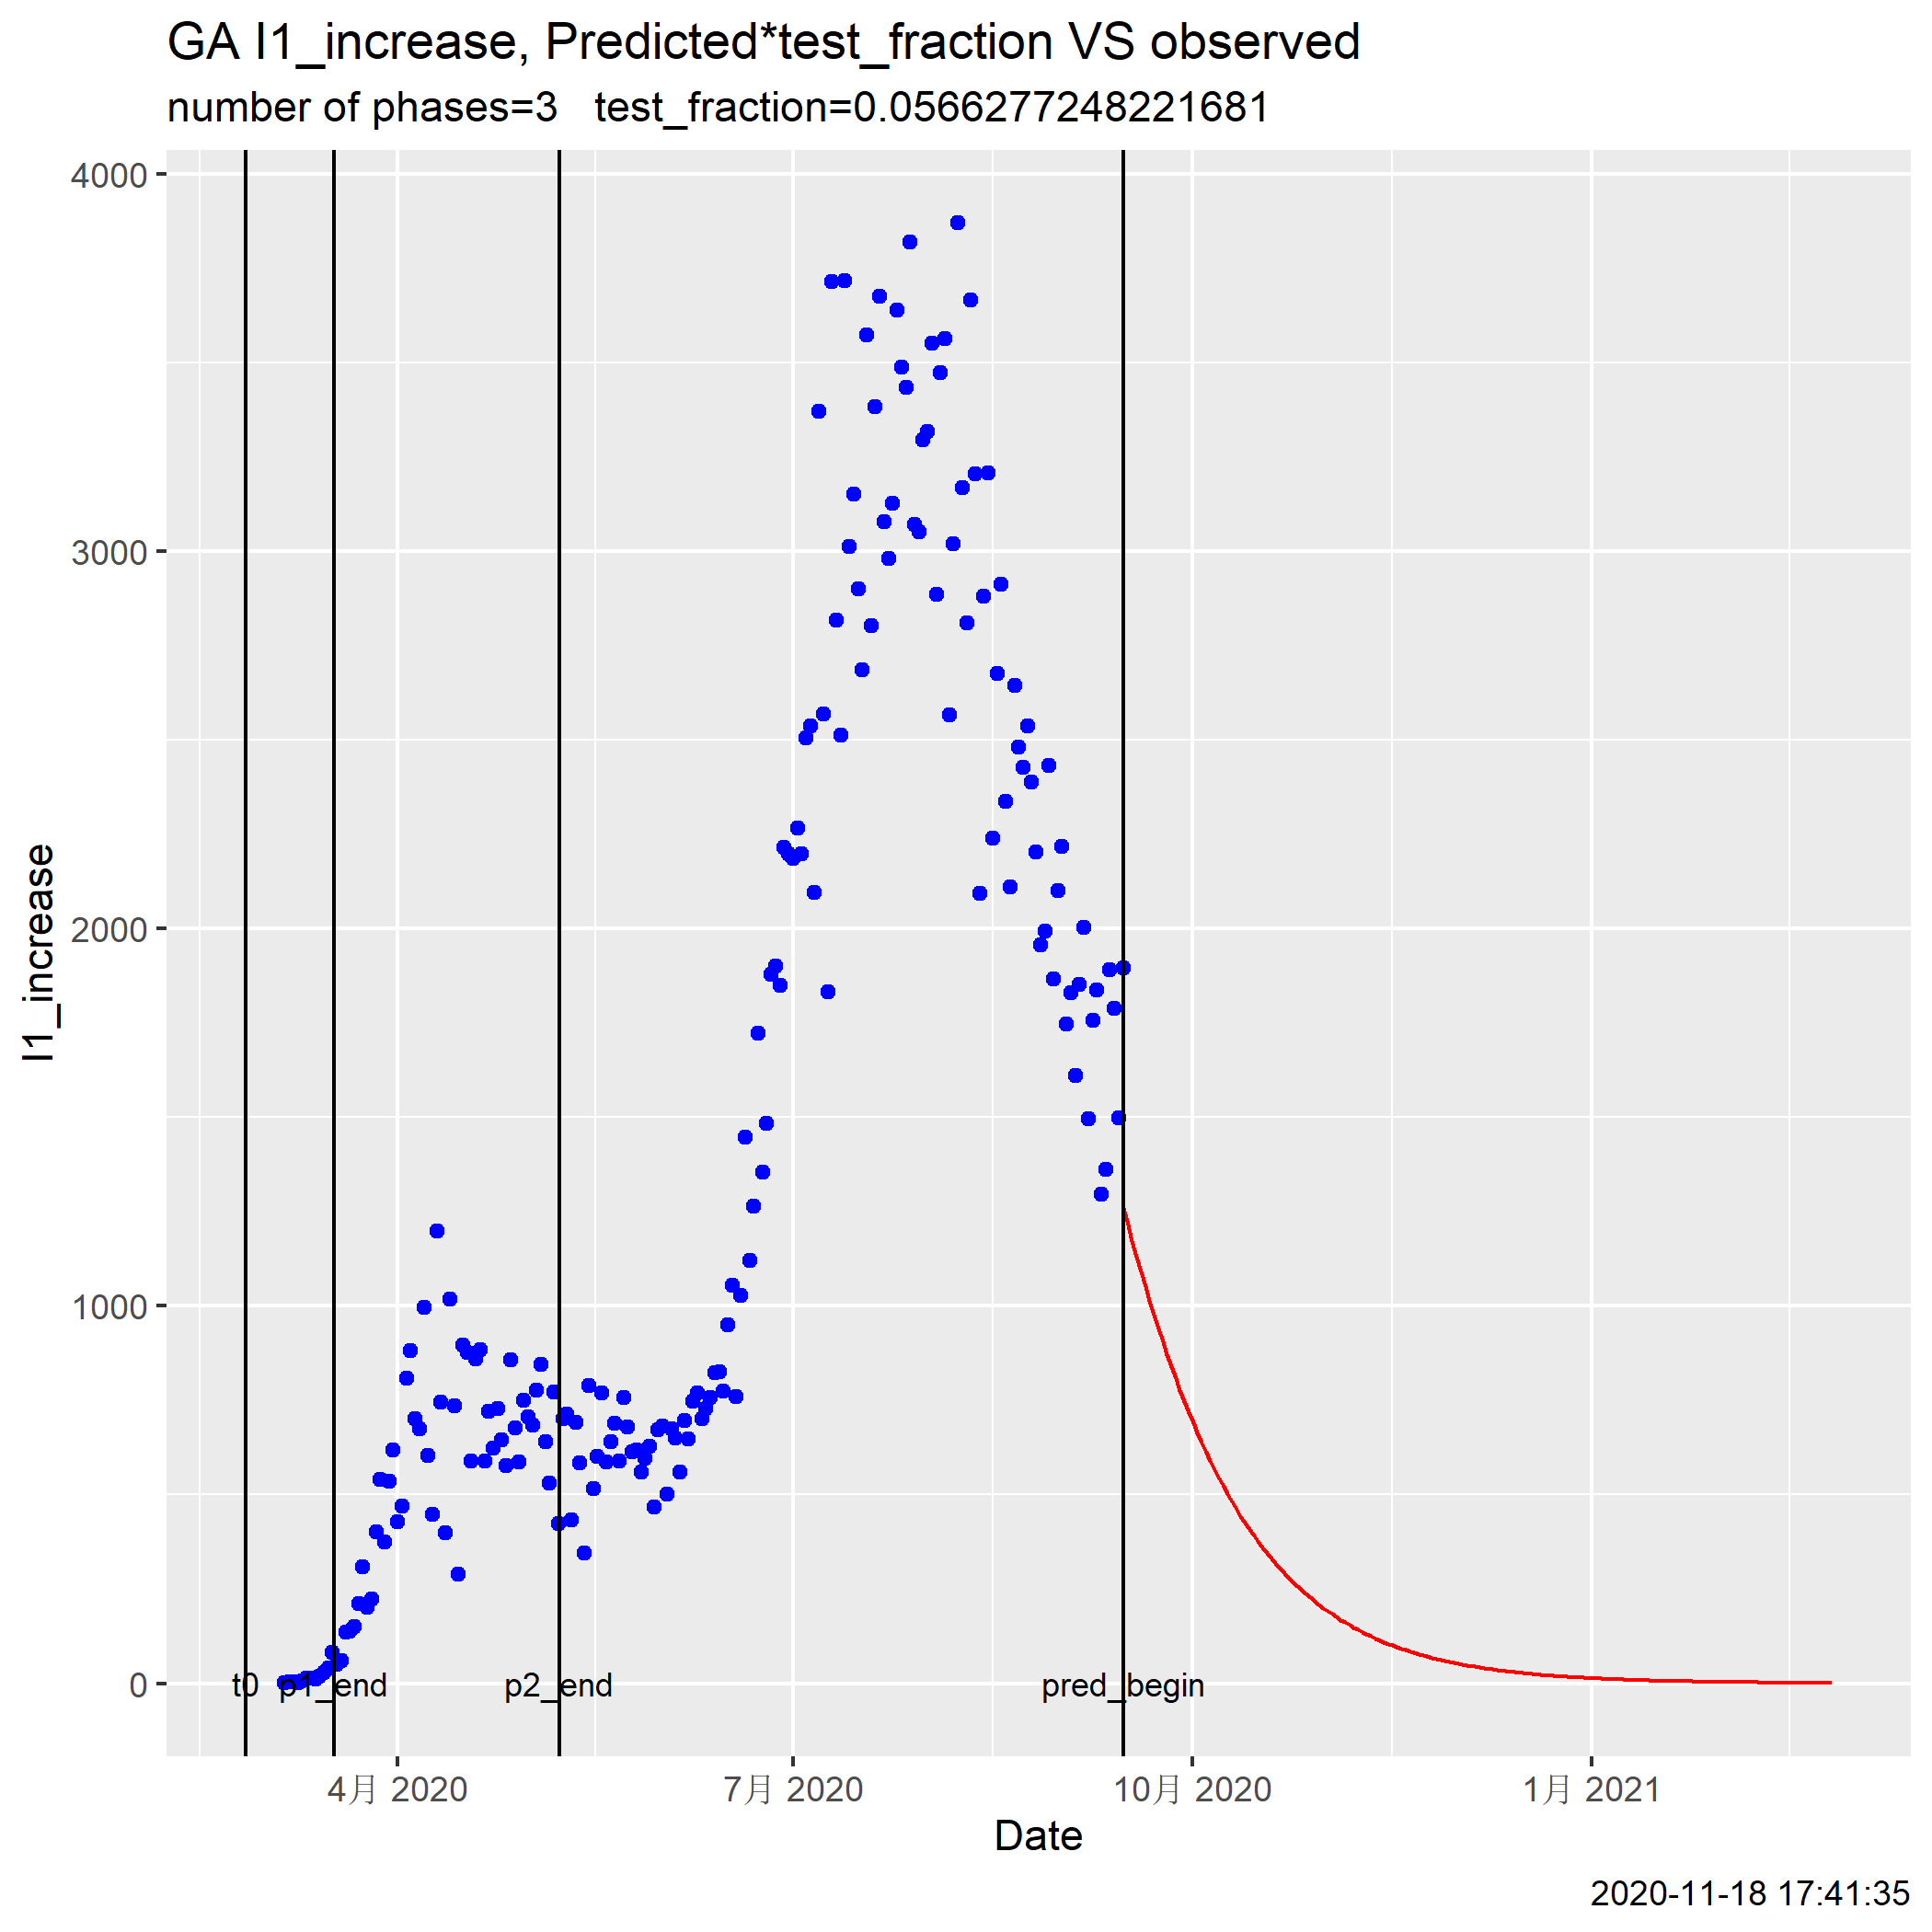 GA I1_increase, Predicted*test_fraction VS observed
number of phases=3   test_fraction=0.0566277248221681
4000
3000
2000
1000
0
I1_increase
t0
p1_end
p2_end
pred_begin
4月 2020
7月 2020
10月 2020
1月 2021
Date
2020-11-18 17:41:35